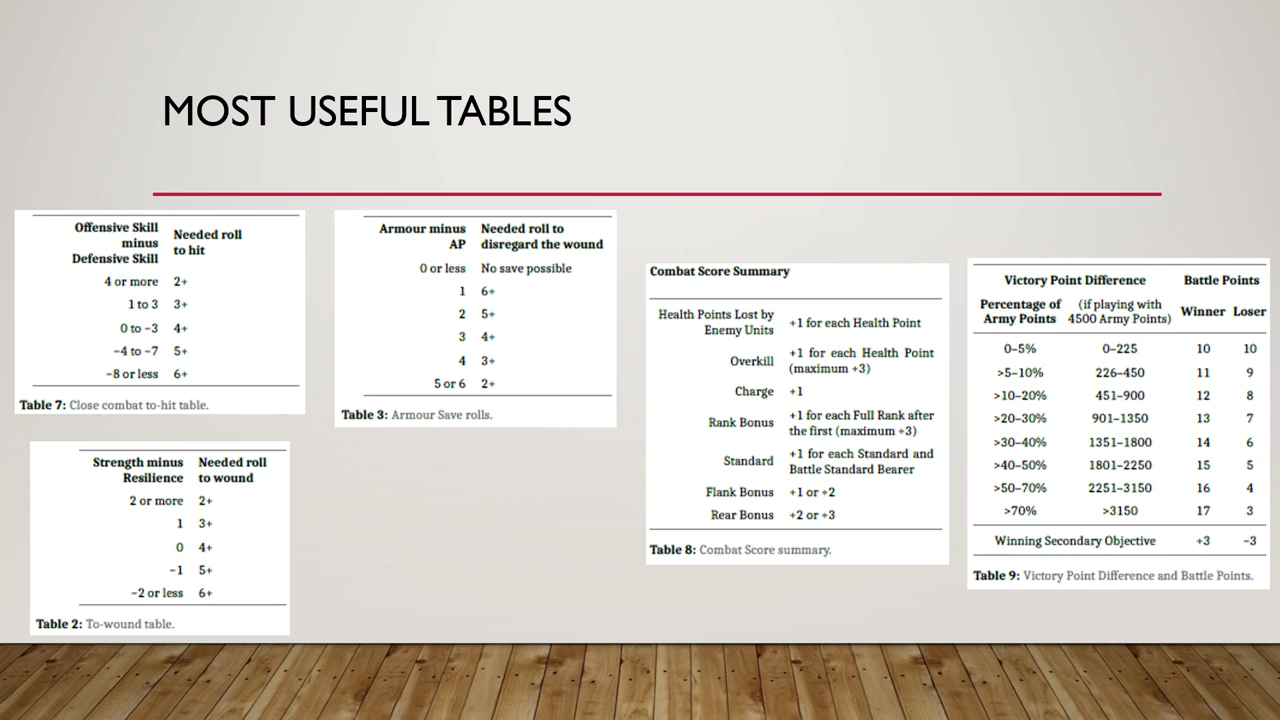 MOST USEFUL TABLES
Offensive Skill
minus
Defensive Skill
Needed roll
to hit
4 or more 2+
1 to 3 3+
0 to −3 4+
−4 to −7 5+
−8 or less 6+
Table 7: Close combat to-hit table.
Strength minus
Resilience
Needed roll
to wound
2 or more 2+
1 3+
0 4+
−1 5+
−2 or less 6+
Table 2: To-wound table.
Armour minus
AP
Needed roll to
disregard the wound
0 or less No save possible
1 6+
2 5+
3 4+
4 3+
5 or 6 2+
Table 3: Armour Save rolls.
Combat Score Summary
Health Points Lost by
Enemy Units
+1 for each Health Point
Overkill
+1 for each Health Point
(maximum +3)
Charge +1
Rank Bonus
+1 for each Full Rank after
the first (maximum +3)
Standard
+1 for each Standard and
Battle Standard Bearer
Flank Bonus +1 or +2
Rear Bonus +2 or +3
Table 8: Combat Score summary.
Victory Point Difference Battle Points
Percentage of
Army Points
(if playing with
4500 Army Points)
Winner Loser
0–5% 0–225 10 10
>5–10% 226–450 11 9
>10–20% 451–900 12 8
>20–30% 901–1350 13 7
>30–40% 1351–1800 14 6
>40–50% 1801–2250 15 5
>50–70% 2251–3150 16 4
>70% >3150 17 3
Winning Secondary Objective +3 −3
Table 9: Victory Point Difference and Battle Points.